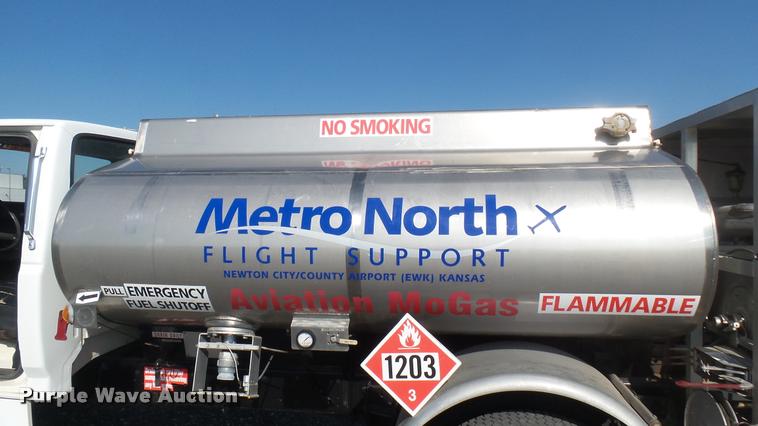 NO SMOKING
Metro North
FLIGHT SUPPORT
NEWTON CITY/COUNTY AIRPORT (EWK) KANSAS
Aviation MoGas
FLAMMABLE
PULL
EMERGENCY
FUEL SHUTOFF
1203
3
Purple Wave Auction